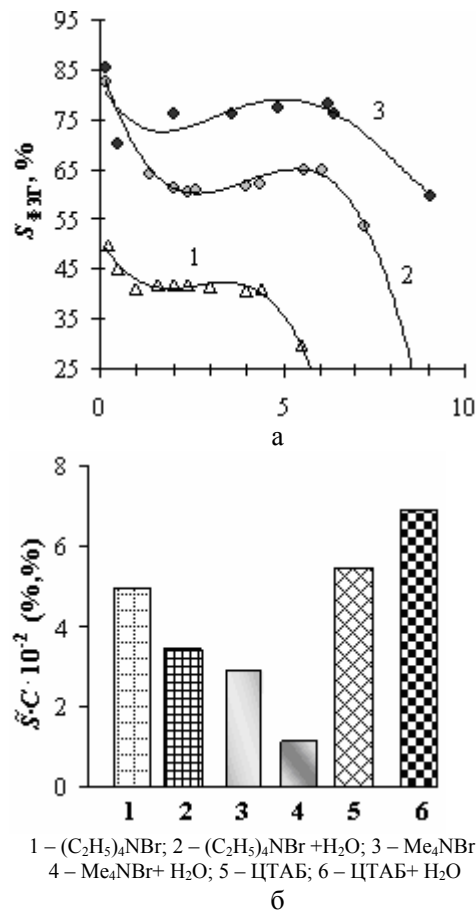 95
85
75
65
55
45
35
25
S_ФЭГ, %
3
2
1
0
5
10
а
8
6
4
2
0
S̃·C·10⁻² (%,%)
1 2 3 4 5 6
1 – (C₂H₅)₄NBr; 2 – (C₂H₅)₄NBr +H₂O; 3 – Me₄NBr
4 – Me₄NBr+ H₂O; 5 – ЦТАБ; 6 – ЦТАБ+ H₂O
б